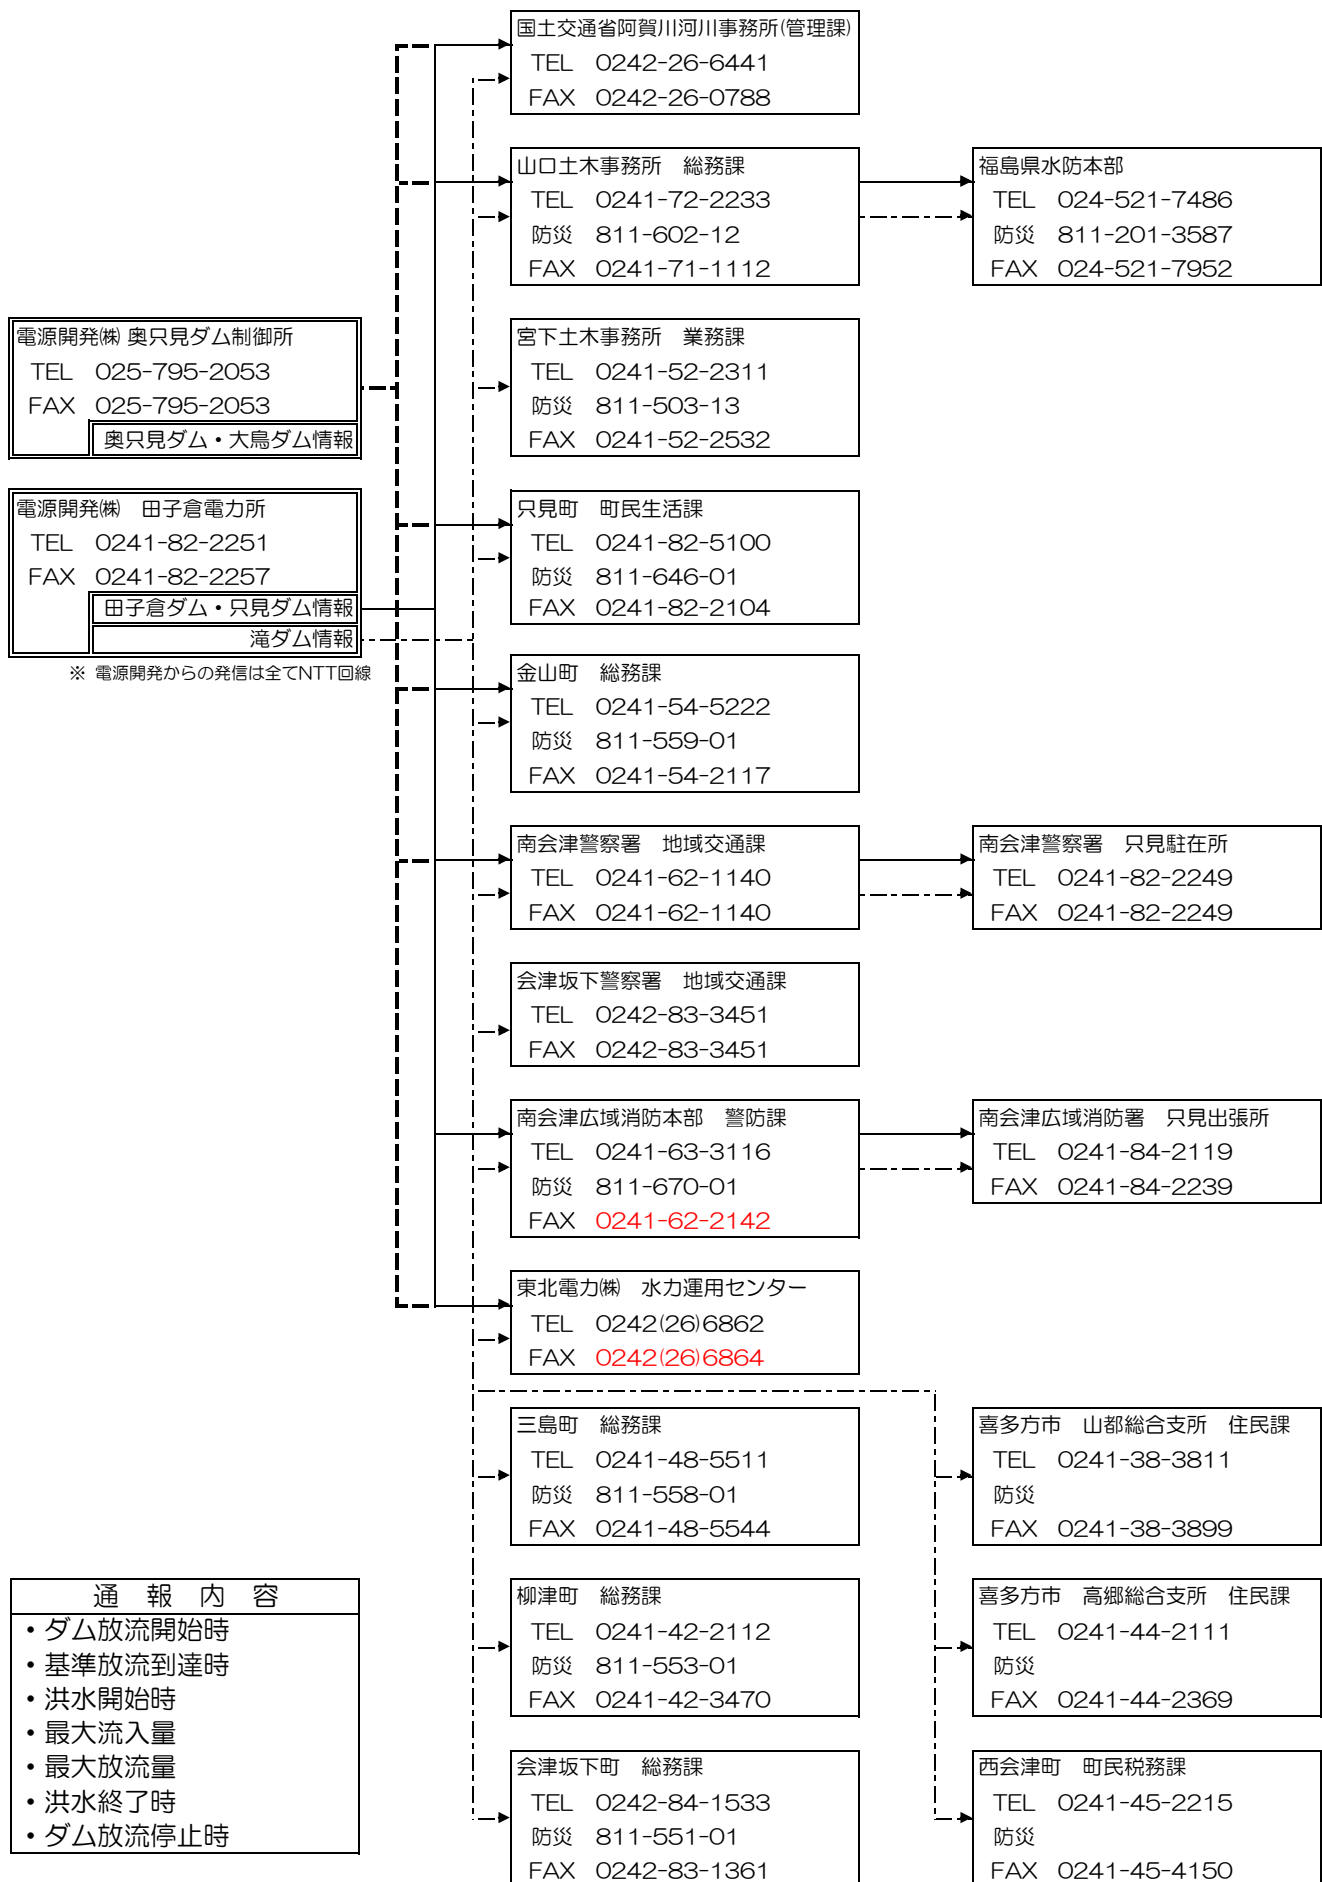 国土交通省阿賀川河川事務所(管理課)
TEL 0242-26-6441
FAX 0242-26-0788
山口土木事務所 総務課
TEL 0241-72-2233
防災 811-602-12
FAX 0241-71-1112
福島県水防本部
TEL 024-521-7486
防災 811-201-3587
FAX 024-521-7952
電源開発㈱ 奥只見ダム制御所
TEL 025-795-2053
FAX 025-795-2053
奥只見ダム・大鳥ダム情報
宮下土木事務所 業務課
TEL 0241-52-2311
防災 811-503-13
FAX 0241-52-2532
電源開発㈱ 田子倉電力所
TEL 0241-82-2251
FAX 0241-82-2257
田子倉ダム・只見ダム情報
滝ダム情報
※ 電源開発からの発信は全てNTT回線
只見町 町民生活課
TEL 0241-82-5100
防災 811-646-01
FAX 0241-82-2104
金山町 総務課
TEL 0241-54-5222
防災 811-559-01
FAX 0241-54-2117
南会津警察署 地域交通課
TEL 0241-62-1140
FAX 0241-62-1140
南会津警察署 只見駐在所
TEL 0241-82-2249
FAX 0241-82-2249
会津坂下警察署 地域交通課
TEL 0242-83-3451
FAX 0242-83-3451
南会津広域消防本部 警防課
TEL 0241-63-3116
防災 811-670-01
FAX 0241-62-2142
南会津広域消防署 只見出張所
TEL 0241-84-2119
FAX 0241-84-2239
東北電力㈱ 水力運用センター
TEL 0242(26)6862
FAX 0242(26)6864
三島町 総務課
TEL 0241-48-5511
防災 811-558-01
FAX 0241-48-5544
喜多方市 山都総合支所 住民課
TEL 0241-38-3811
防災
FAX 0241-38-3899
通報内容
・ダム放流開始時
・基準放流到達時
・洪水開始時
・最大流入量
・最大放流量
・洪水終了時
・ダム放流停止時
柳津町 総務課
TEL 0241-42-2112
防災 811-553-01
FAX 0241-42-3470
喜多方市 高郷総合支所 住民課
TEL 0241-44-2111
防災
FAX 0241-44-2369
会津坂下町 総務課
TEL 0242-84-1533
防災 811-551-01
FAX 0242-83-1361
西会津町 町民税務課
TEL 0241-45-2215
防災
FAX 0241-45-4150